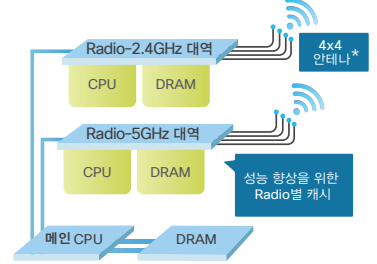 Radio-2.4GHz 대역
4x4
안테나*
CPU
DRAM
Radio-5GHz 대역
CPU
DRAM
성능 향상을 위한
Radio별 캐시
메인 CPU
DRAM